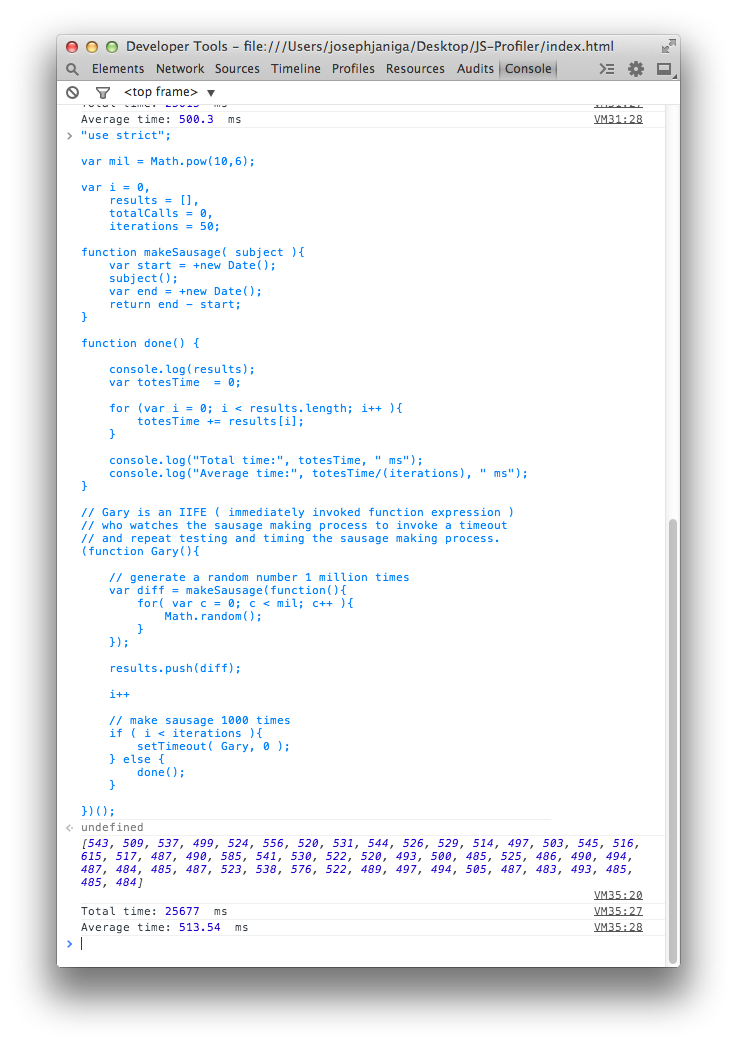 Developer Tools - file:///Users/josephjaniga/Desktop/JS-Profiler/index.html
Elements Network Sources Timeline Profiles Resources Audits Console
<top frame> ▼
Total time: 25015 ms VM31:27
Average time: 500.3 ms VM31:28
> "use strict";
var mil = Math.pow(10,6);
var i = 0,
results = [],
totalCalls = 0,
iterations = 50;
function makeSausage( subject ){
var start = +new Date();
subject();
var end = +new Date();
return end - start;
}
function done() {
console.log(results);
var totesTime  = 0;
for (var i = 0; i < results.length; i++ ){
totesTime += results[i];
}
console.log("Total time:", totesTime, " ms");
console.log("Average time:", totesTime/(iterations), " ms");
}
// Gary is an IIFE ( immediately invoked function expression )
// who watches the sausage making process to invoke a timeout
// and repeat testing and timing the sausage making process.
(function Gary(){
// generate a random number 1 million times
var diff = makeSausage(function(){
for( var c = 0; c < mil; c++ ){
Math.random();
}
});
results.push(diff);
i++
// make sausage 1000 times
if ( i < iterations ){
setTimeout( Gary, 0 );
} else {
done();
}
})();
undefined
[543, 509, 537, 499, 524, 556, 520, 531, 544, 526, 529, 514, 497, 503, 545, 516,
615, 517, 487, 490, 585, 541, 530, 522, 520, 493, 500, 485, 525, 486, 490, 494,
487, 484, 485, 487, 523, 538, 576, 522, 489, 497, 494, 505, 487, 483, 493, 485,
485, 484]
VM35:20
Total time: 25677  ms VM35:27
Average time: 513.54  ms VM35:28
>